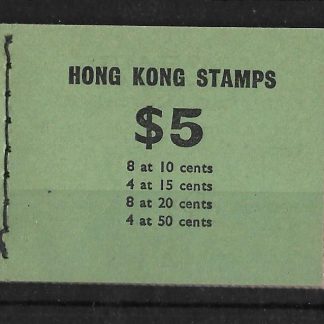 HONG KONG STAMPS
$5
8 at 10 cents
4 at 15 cents
8 at 20 cents
4 at 50 cents